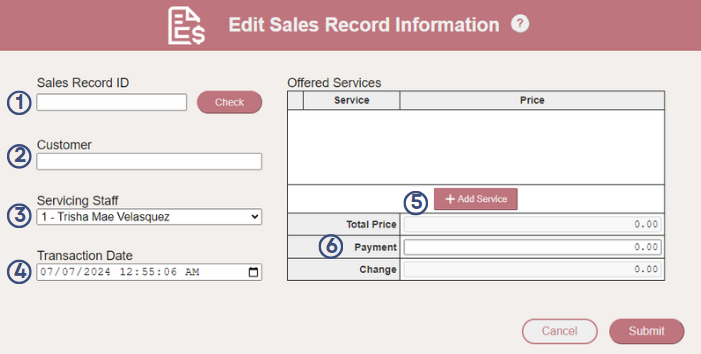 Edit Sales Record Information ?
Sales Record ID
1 Check
2 Customer
Servicing Staff
3 1 - Trisha Mae Velasquez
Transaction Date
4 07/07/2024 12:55:06 AM
Offered Services
Service Price
5 + Add Service
Total Price 0.00
6 Payment 0.00
Change 0.00
Cancel Submit